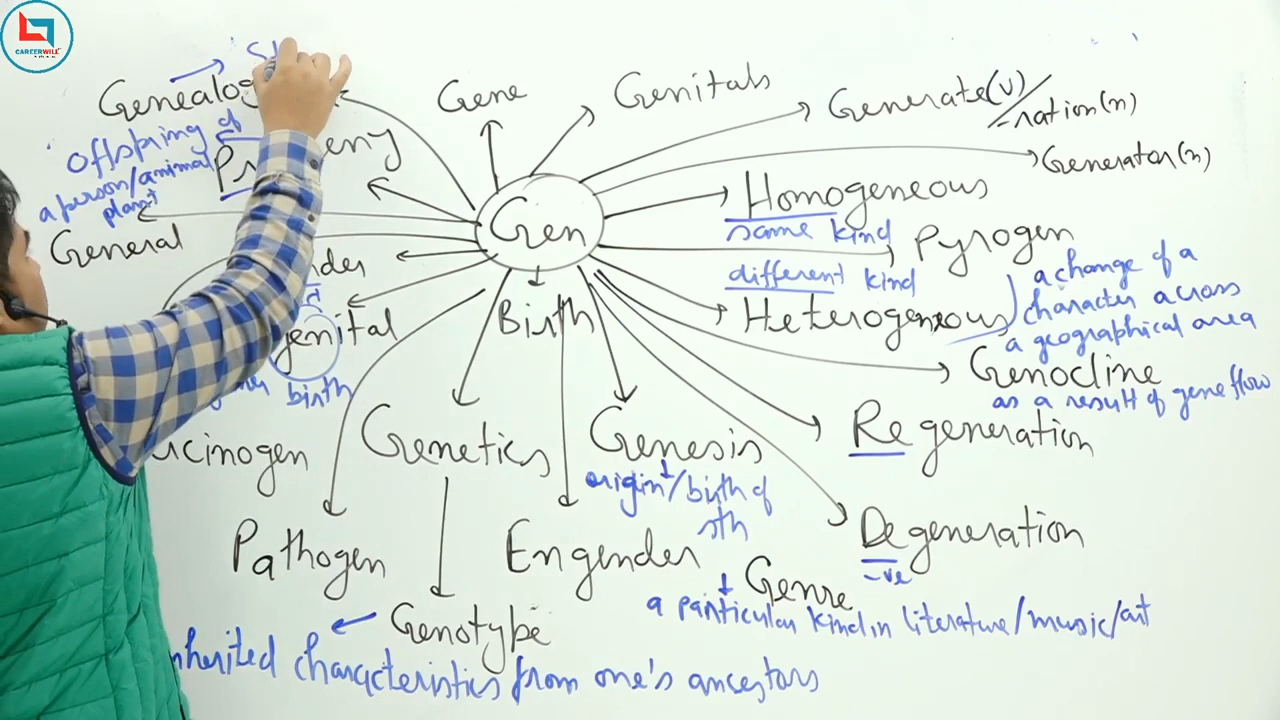 CAREERWILL
Gene
Genitals
Generate(v)/
-nation(n)
Generator(n)
offspring of
a person/animal
plant
General
Gen
Birth
Homogeneous
same kind
Pyrogen
different kind
Heterogeneous
a change of a
character across
a geographical area
Genocline
as a result of gene flow
genital
birth
Genetics
Genesis
origin/birth of
sth
Regeneration
Pathogen
Engender
Degeneration
-ve
Genre
a particular kind in literature/music/art
Genotype
inherited characteristics from one's ancestors